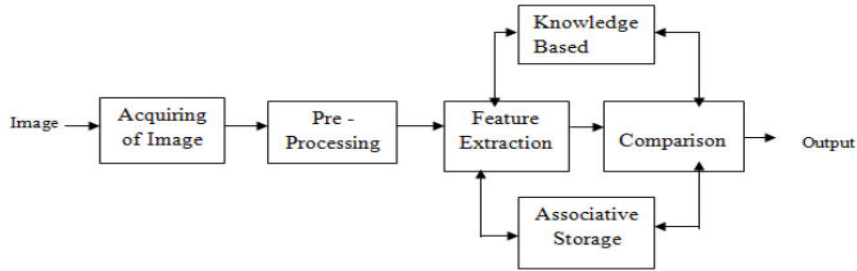 Knowledge
Based
Image
Acquiring
of Image
Pre -
Processing
Feature
Extraction
Comparison
Output
Associative
Storage